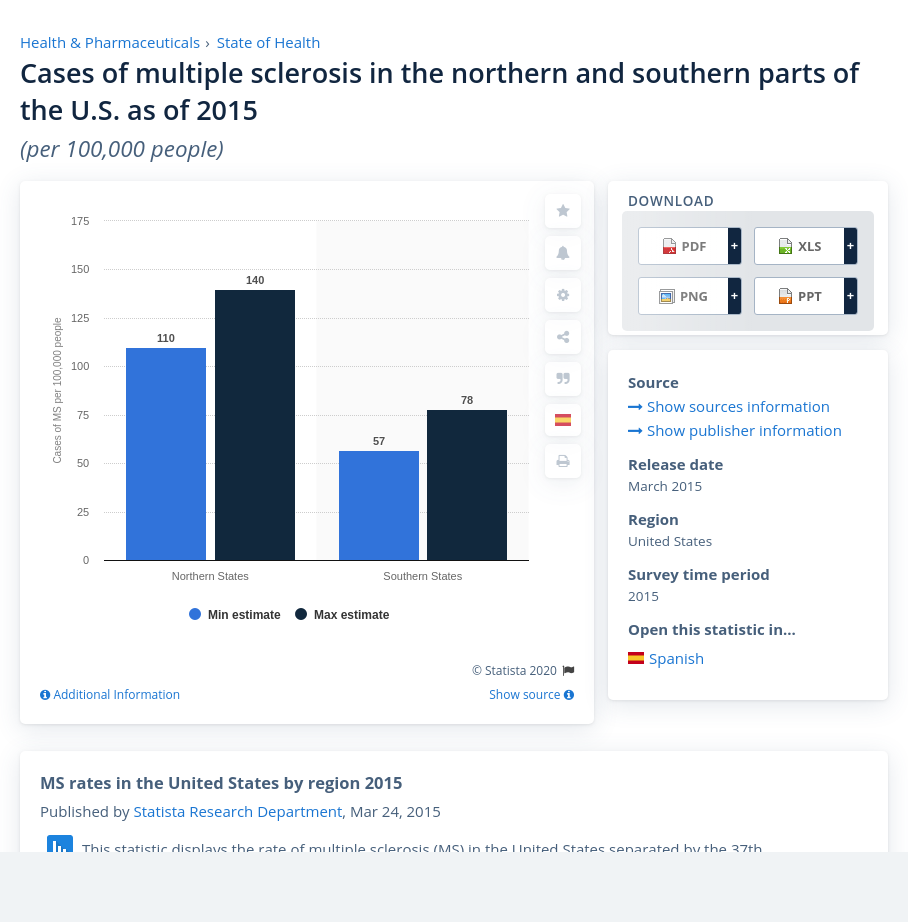 Health & Pharmaceuticals › State of Health
Cases of multiple sclerosis in the northern and southern parts of
the U.S. as of 2015
(per 100,000 people)
175
150
125
100
75
50
25
0
Cases of MS per 100,000 people
110
140
57
78
Northern States
Southern States
Min estimate
Max estimate
© Statista 2020
Additional Information
Show source
DOWNLOAD
PDF +
XLS +
PNG +
PPT +
Source
Show sources information
Show publisher information
Release date
March 2015
Region
United States
Survey time period
2015
Open this statistic in...
Spanish
MS rates in the United States by region 2015
Published by Statista Research Department, Mar 24, 2015
This statistic displays the rate of multiple sclerosis (MS) in the United States separated by the 37th